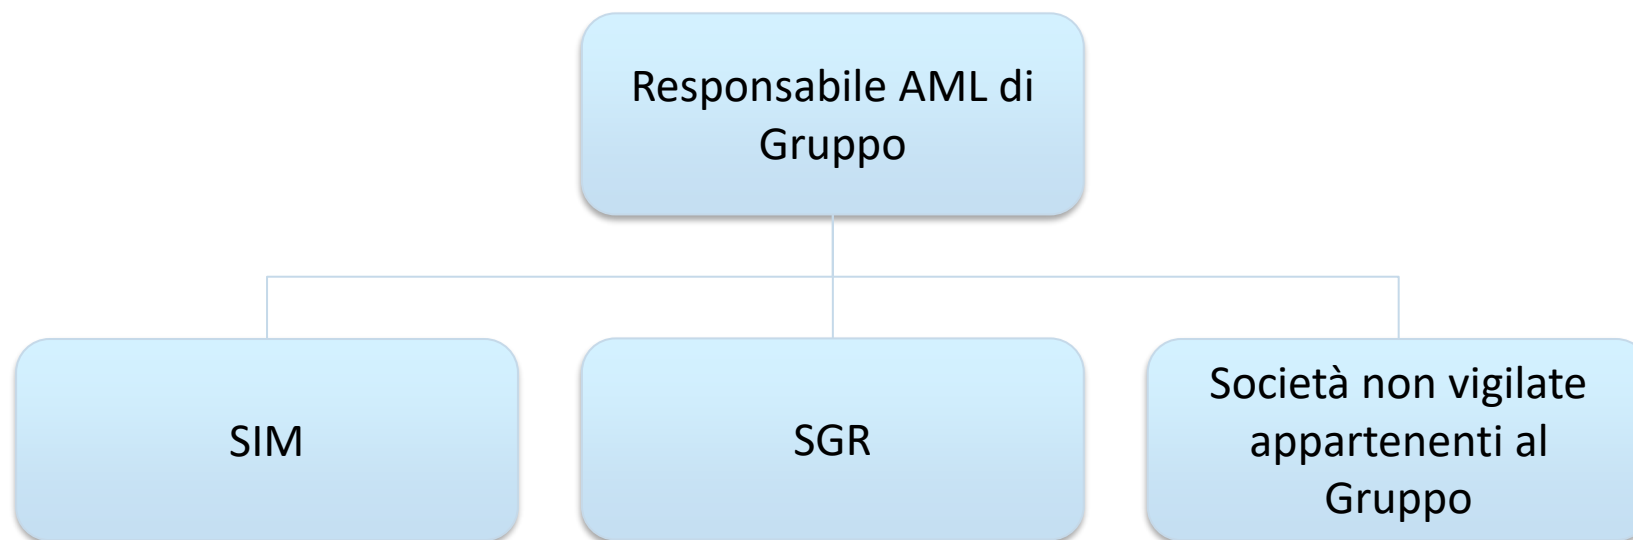 Responsabile AML di
Gruppo
SIM
SGR
Società non vigilate
appartenenti al
Gruppo